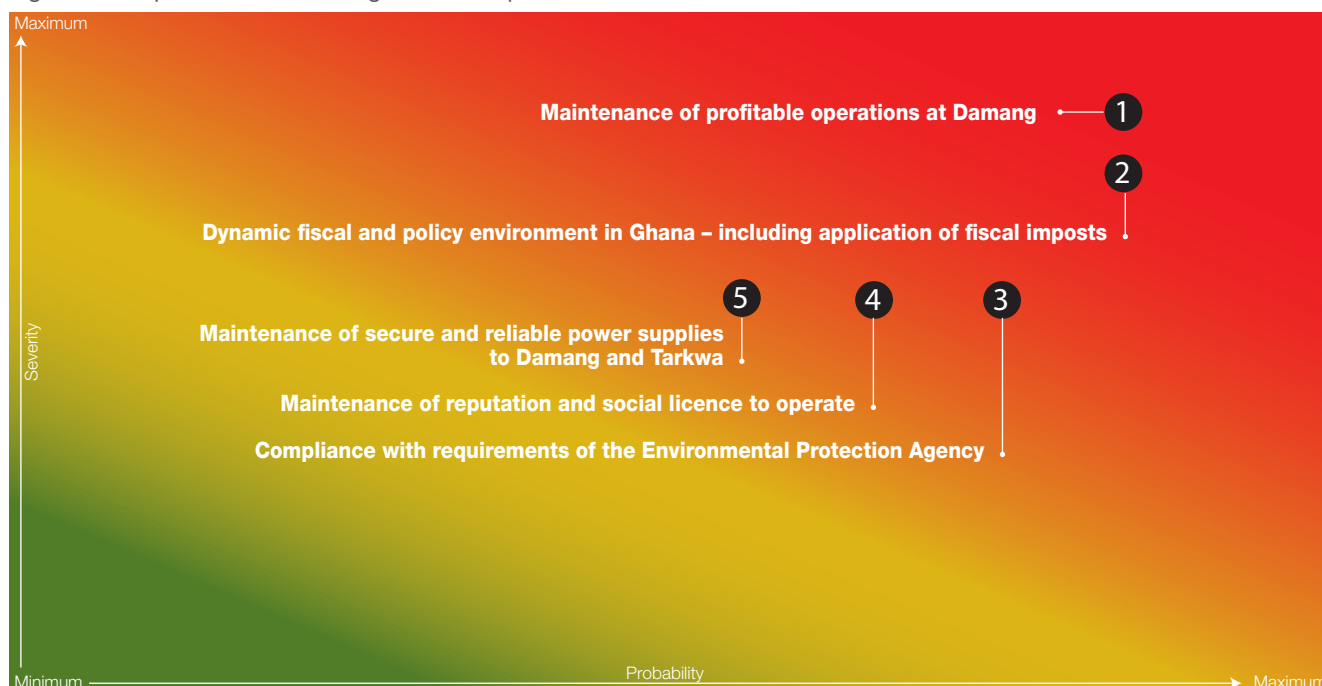 Maximum
Maintenance of profitable operations at Damang
1
2
Dynamic fiscal and policy environment in Ghana – including application of fiscal imposts
5
4
3
Maintenance of secure and reliable power supplies
to Damang and Tarkwa
Severity
Maintenance of reputation and social licence to operate
Compliance with requirements of the Environmental Protection Agency
Probability
Minimum
Maximum